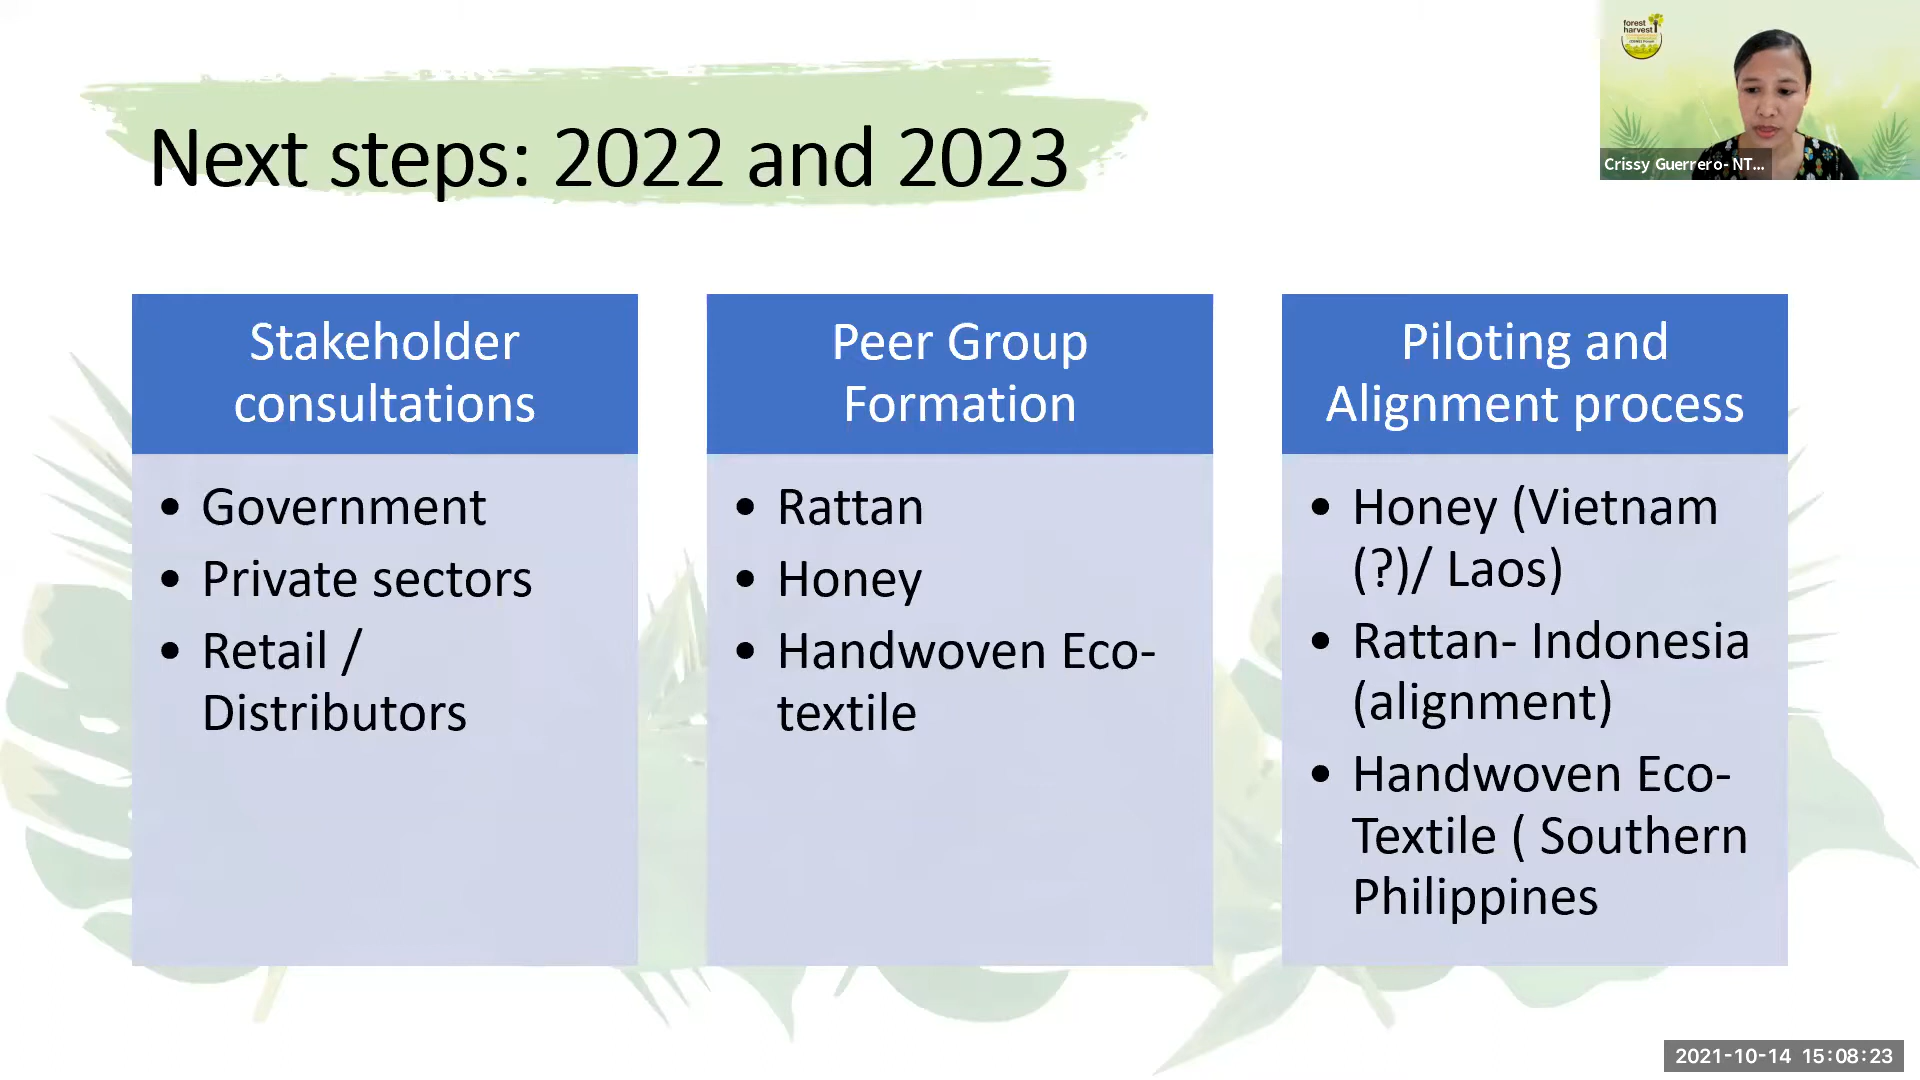 Next steps: 2022 and 2023
forest
harvest
Crissy Guerrero- NT...
Stakeholder
consultations
• Government
• Private sectors
• Retail /
Distributors
Peer Group
Formation
• Rattan
• Honey
• Handwoven Eco-
textile
Piloting and
Alignment process
• Honey (Vietnam
(?)/ Laos)
• Rattan- Indonesia
(alignment)
• Handwoven Eco-
Textile ( Southern
Philippines
2021-10-14 15:08:23